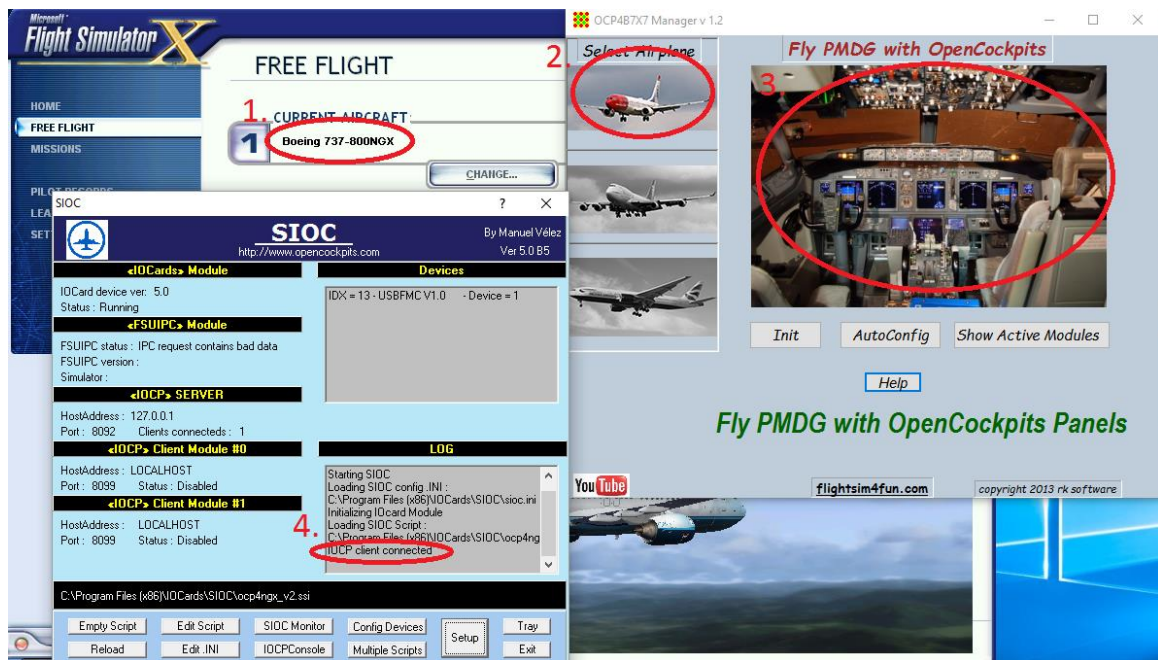 Microsoft
Flight Simulator X
FREE FLIGHT
HOME
FREE FLIGHT
MISSIONS
1.
CURRENT AIRCRAFT:
1
Boeing 737-800NGX
CHANGE...
SIOC
? X
SIOC
http://www.opencockpits.com
By Manuel Vélez
Ver 5.0 B5
«IOCards» Module
IOCard device ver: 5.0
Status : Running
«FSUIPC» Module
FSUIPC status : IPC request contains bad data
FSUIPC version :
Simulator :
«IOCP» SERVER
HostAddress : 127.0.0.1
Port : 8092 Clients connecteds : 1
«IOCP» Client Module #0
HostAddress : LOCALHOST
Port : 8099 Status : Disabled
«IOCP» Client Module #1
HostAddress : LOCALHOST
Port : 8099 Status : Disabled
Devices
IDX = 13 - USBFMC V1.0 - Device = 1
LOG
Starting SIOC
Loading SIOC config .INI :
C:\Program Files (x86)\IOCards\SIOC\sioc.ini
Initializing IOcard Module
Loading SIOC Script :
C:\Program Files (x86)\IOCards\SIOC\ocp4ng
4.
IOCP client connected
C:\Program Files (x86)\IOCards\SIOC\ocp4ngx_v2.ssi
Empty Script
Edit Script
SIOC Monitor
Config Devices
Setup
Tray
Reload
Edit .INI
IOCPConsole
Multiple Scripts
Exit
OCP4B7X7 Manager v 1.2
2.
Select Airplane
Fly PMDG with OpenCockpits
3.
Init
AutoConfig
Show Active Modules
Help
Fly PMDG with OpenCockpits Panels
YouTube
flightsim4fun.com
copyright 2013 rk software